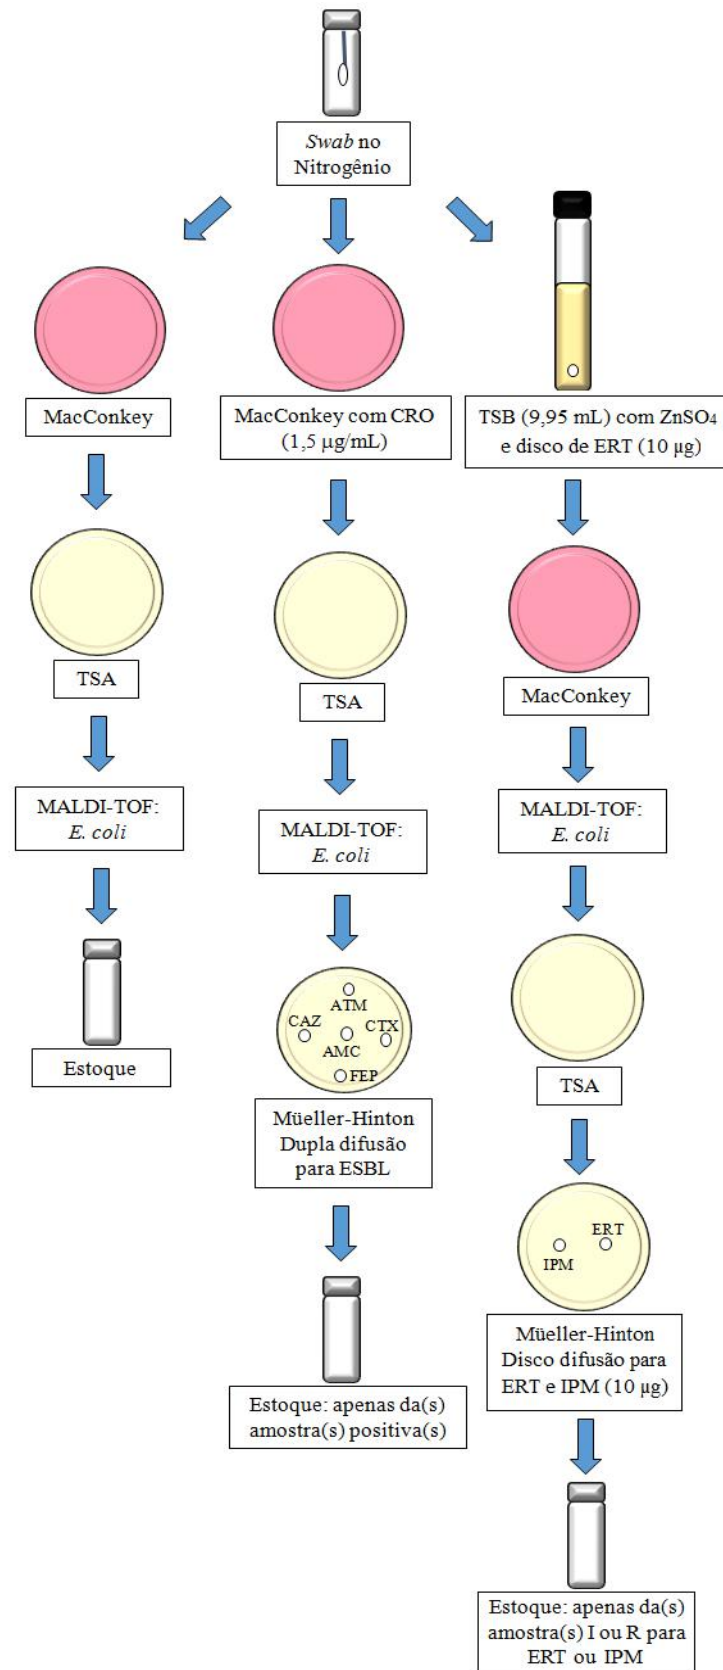 Swab no
Nitrogênio
MacConkey
TSA
MALDI-TOF:
E. coli
Estoque
MacConkey com CRO
(1,5 µg/mL)
TSA
MALDI-TOF:
E. coli
ATM
CAZ
CTX
AMC
FEP
Müeller-Hinton
Dupla difusão
para ESBL
Estoque: apenas da(s)
amostra(s) positiva(s)
TSB (9,95 mL) com ZnSO₄
e disco de ERT (10 µg)
MacConkey
MALDI-TOF:
E. coli
TSA
ERT
IPM
Müeller-Hinton
Disco difusão para
ERT e IPM (10 µg)
Estoque: apenas da(s)
amostra(s) I ou R para
ERT ou IPM